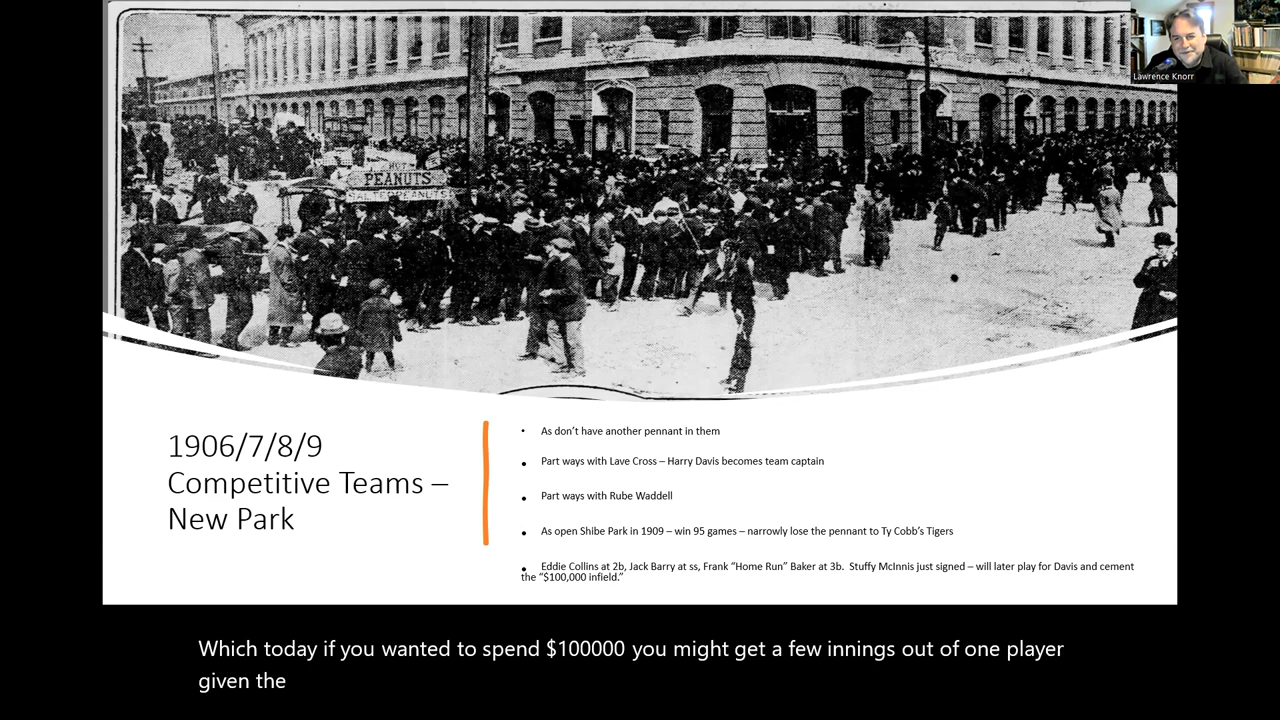 Lawrence Knorr
HOT
PEANUTS
SALTED PEANUTS
1906/7/8/9
Competitive Teams –
New Park
• As don’t have another pennant in them
• Part ways with Lave Cross – Harry Davis becomes team captain
• Part ways with Rube Waddell
• As open Shibe Park in 1909 – win 95 games – narrowly lose the pennant to Ty Cobb’s Tigers
• Eddie Collins at 2b, Jack Barry at ss, Frank “Home Run” Baker at 3b.  Stuffy McInnis just signed – will later play for Davis and cement
the “$100,000 infield.”
Which today if you wanted to spend $100000 you might get a few innings out of one player
given the